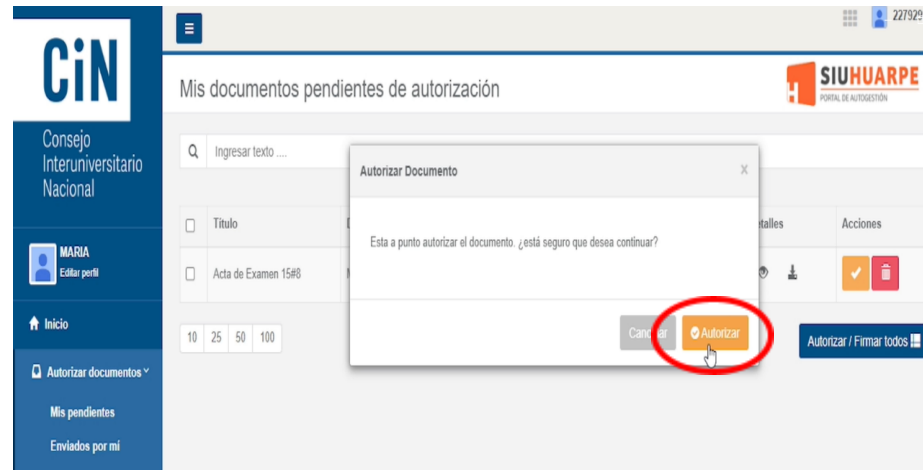 CiN
Consejo
Interuniversitario
Nacional
MARIA
Editar perfil
Inicio
Autorizar documentos
Mis pendientes
Enviados por mi
227929
Mis documentos pendientes de autorización
SIUHUARPE
PORTAL DE AUTOGESTIÓN
Ingresar texto ....
Autorizar Documento
x
Esta a punto autorizar el documento. ¿está seguro que desea continuar?
Autorizar
Título
Acciones
Acta de Examen 15#8
10 25 50 100
Autorizar / Firmar todos